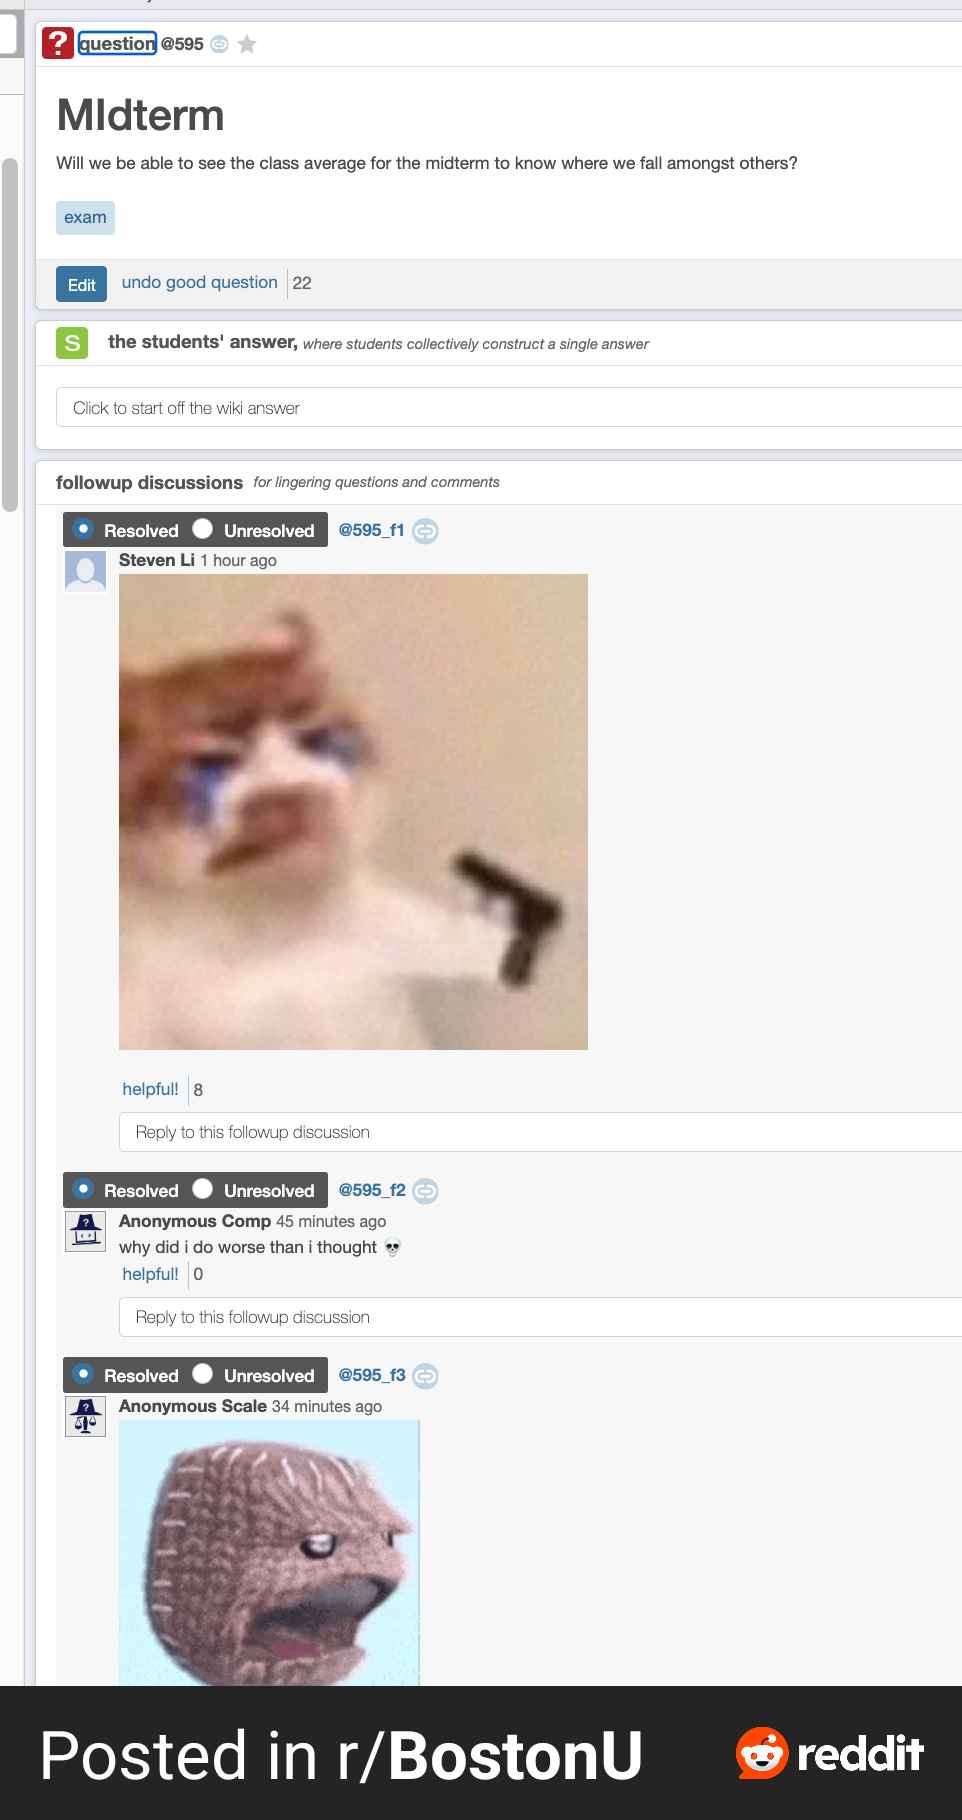 ? question @595
MIdterm
Will we be able to see the class average for the midterm to know where we fall amongst others?
exam
Edit undo good question 22
S the students' answer, where students collectively construct a single answer
Click to start off the wiki answer
followup discussions for lingering questions and comments
Resolved Unresolved @595_f1
Steven Li 1 hour ago
helpful! 8
Reply to this followup discussion
Resolved Unresolved @595_f2
Anonymous Comp 45 minutes ago
why did i do worse than i thought 💀
helpful! 0
Reply to this followup discussion
Resolved Unresolved @595_f3
Anonymous Scale 34 minutes ago
Posted in r/BostonU reddit